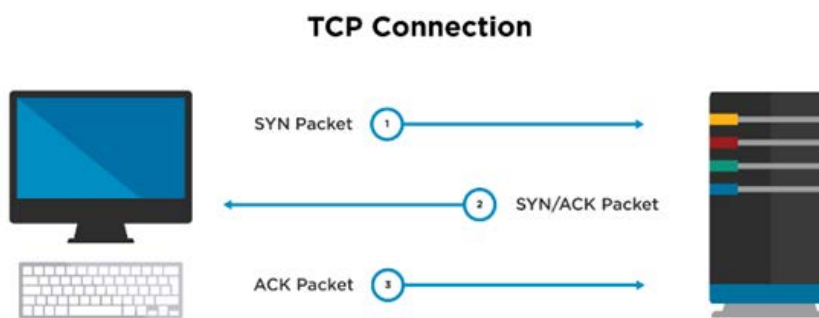 TCP Connection
SYN Packet 1
2 SYN/ACK Packet
ACK Packet 3